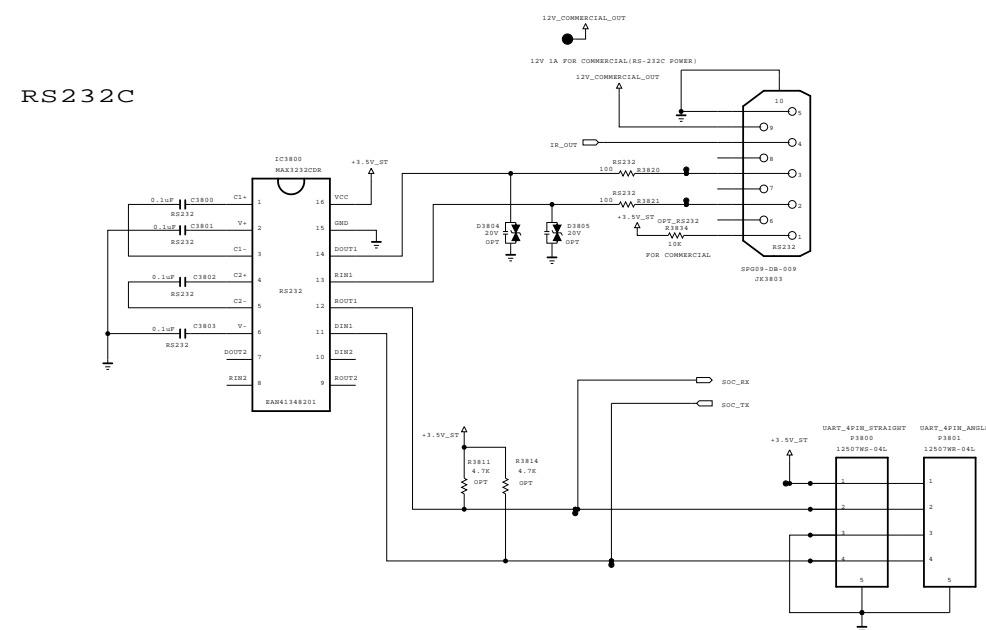 12V_COMMERCIAL_OUT
12V 1A FOR COMMERCIAL(RS-232C POWER)
12V_COMMERCIAL_OUT
RS232C
10
5
9
IR_OUT
4
8
IC3800
MAX3232CDR
+3.5V_ST
RS232
100
R3820
3
7
0.1uF
C3800
RS232
C1+
1
16
VCC
RS232
100
R3821
2
0.1uF
C3801
RS232
V+
2
15
GND
+3.5V_ST
OPT_RS232
R3834
10K
FOR COMMERCIAL
6
1
RS232
SPG09-DB-009
JK3803
D3804
20V
OPT
D3805
20V
OPT
C1-
3
14
DOUT1
0.1uF
C3802
RS232
C2+
4
13
RIN1
RS232
C2-
5
12
ROUT1
0.1uF
C3803
RS232
V-
6
11
DIN1
DOUT2
7
10
DIN2
RIN2
8
9
ROUT2
EAN41348201
SOC_RX
SOC_TX
+3.5V_ST
R3811
4.7K
OPT
R3814
4.7K
OPT
+3.5V_ST
UART_4PIN_STRAIGHT
P3800
12507WS-04L
1
2
3
4
5
UART_4PIN_ANGL
P3801
12507WR-04L
1
2
3
4
5